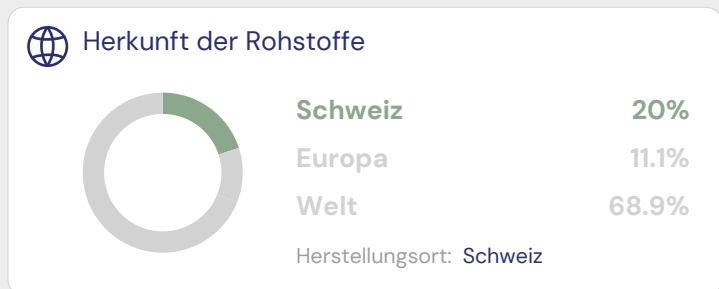 Herkunft der Rohstoffe
Schweiz 20%
Europa 11.1%
Welt 68.9%
Herstellungsort: Schweiz